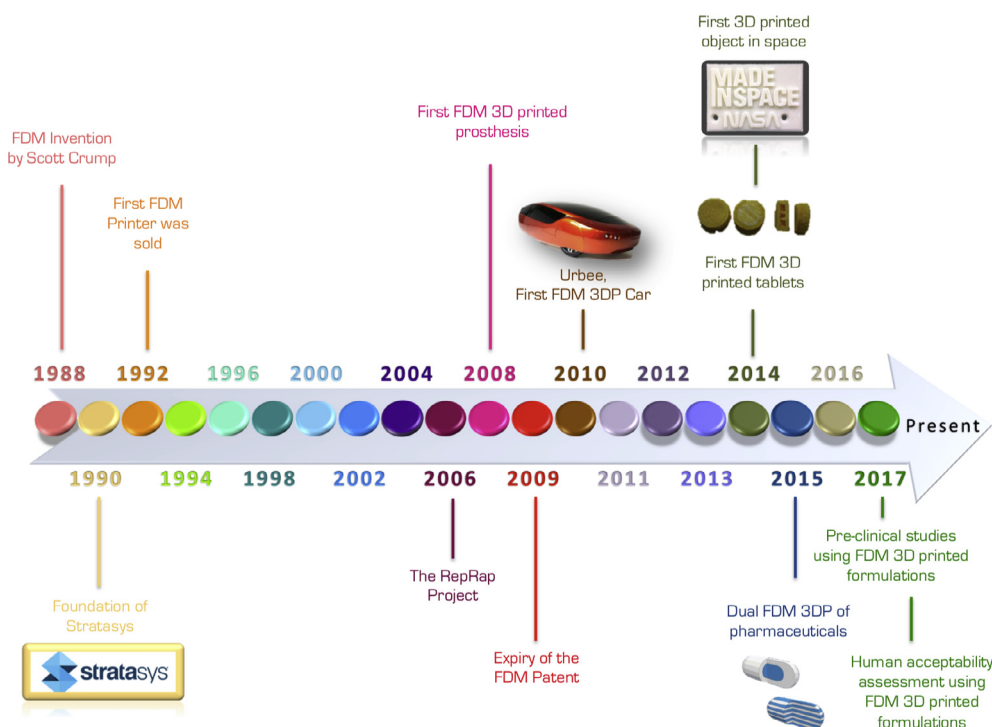 First 3D printed
object in space
MADE
INSPACE
NASA
First FDM 3D printed
prosthesis
FDM Invention
by Scott Crump
First FDM
Printer was
sold
Urbee,
First FDM 3DP Car
First FDM 3D
printed tablets
1988
1992
1996
2000
2004
2008
2010
2012
2014
2016
Present
1990
1994
1998
2002
2006
2009
2011
2013
2015
2017
Foundation of
Stratasys
stratasys
The RepRap
Project
Expiry of the
FDM Patent
Dual FDM 3DP of
pharmaceuticals
Pre-clinical studies
using FDM 3D printed
formulations
Human acceptability
assessment using
FDM 3D printed
formulations